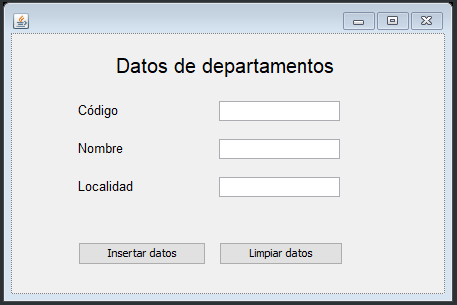 Datos de departamentos
Código
Nombre
Localidad
Insertar datos Limpiar datos